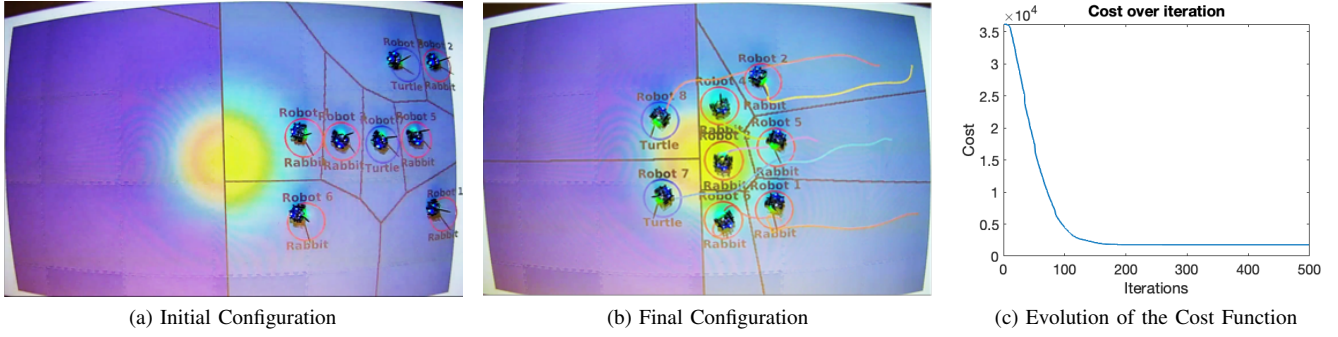 Robot 2
Turtle
Rabbit
Robot
Robot 5
Rabbit
Rabbit
Turtle
Rabbit
Robot 6
Robot 1
Rabbit
Rabbit
(a) Initial Configuration
Robot 2
Robot 8
Robot 4
Rabbit
Turtle
Rabbit
Robot 5
Rabbit
Robot 7
Rabbit
Robot 1
Turtle
Rabbit
Rabbit
(b) Final Configuration
Cost over iteration
×10⁴
3.5
3
2.5
2
1.5
1
0.5
0
Cost
0 100 200 300 400 500
Iterations
(c) Evolution of the Cost Function